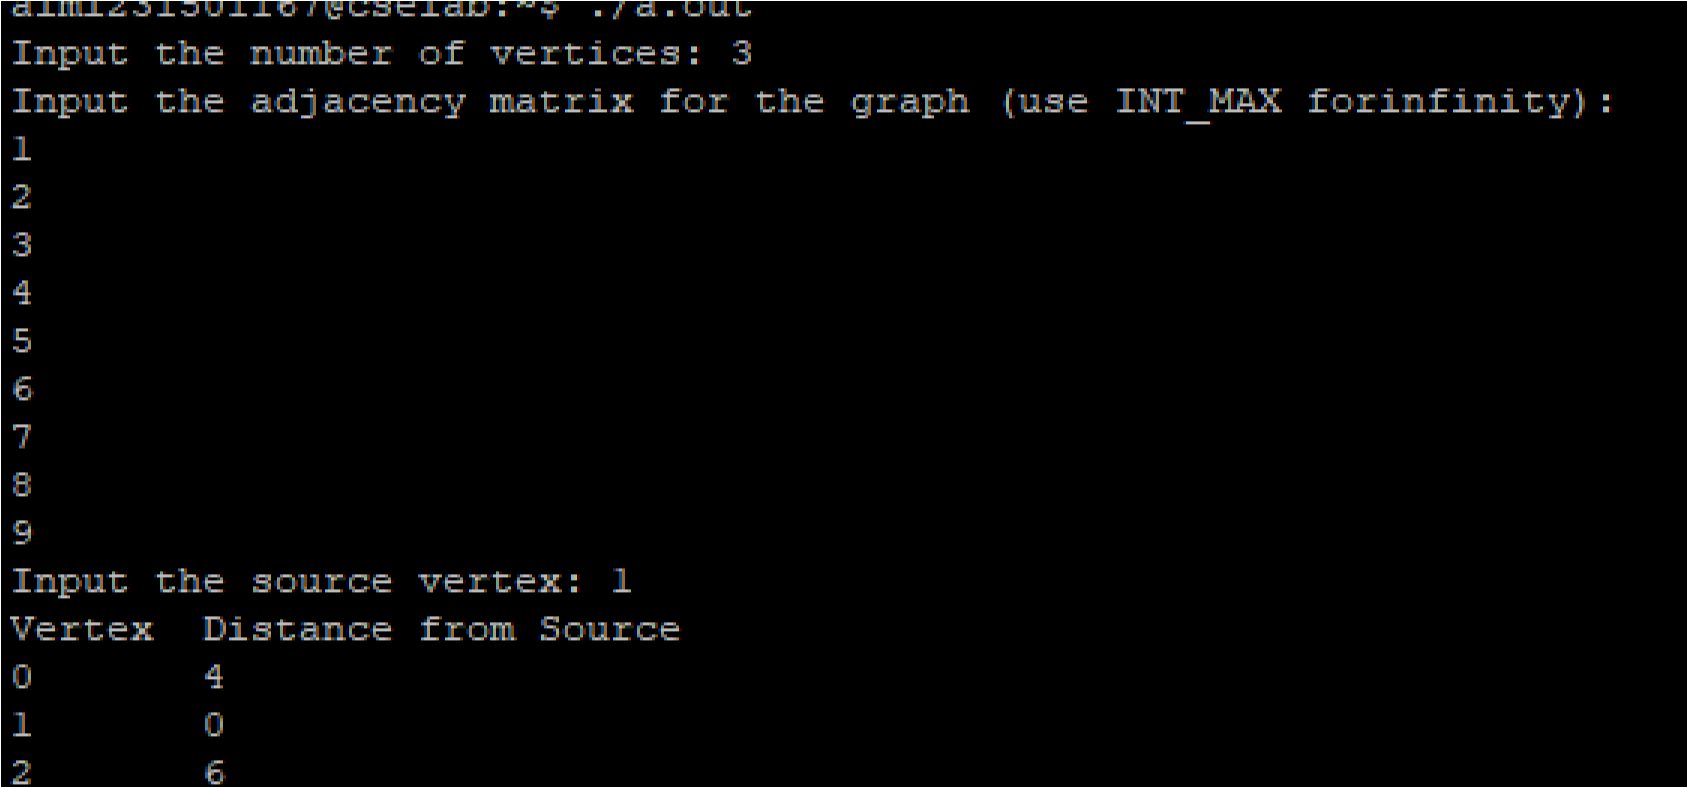 ./a.out
Input the number of vertices: 3
Input the adjacency matrix for the graph (use INT_MAX forinfinity):
1
2
3
4
5
6
7
8
9
Input the source vertex: 1
Vertex  Distance from Source
0       4
1       0
2       6